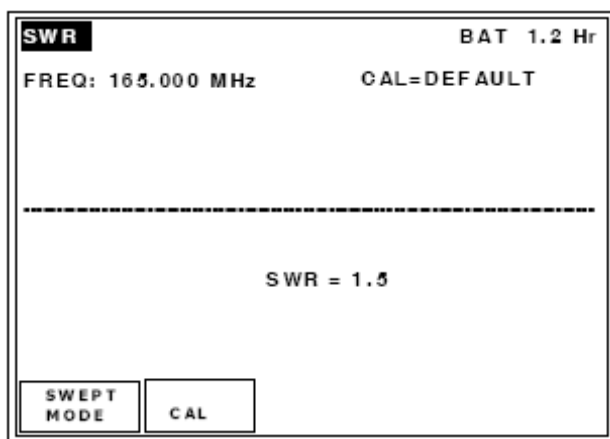 SWR BAT 1.2 Hr
FREQ: 165.000 MHz CAL=DEFAULT
SWR = 1.5
SWEPT
MODE
CAL